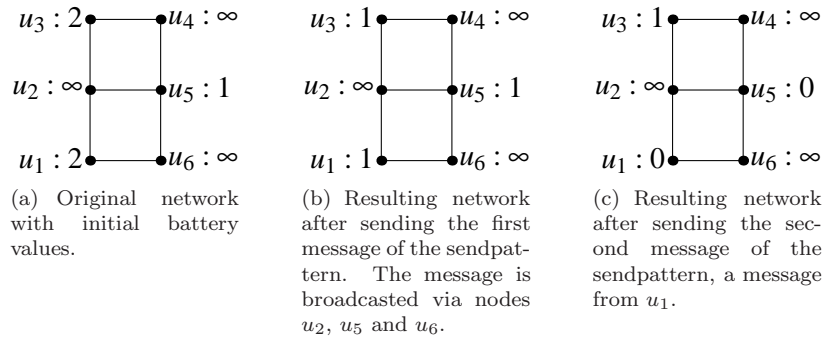 u₃ : 2 u₄ : ∞
u₂ : ∞ u₅ : 1
u₁ : 2 u₆ : ∞
(a) Original network
with initial battery
values.
u₃ : 1 u₄ : ∞
u₂ : ∞ u₅ : 1
u₁ : 1 u₆ : ∞
(b) Resulting network
after sending the first
message of the sendpat-
tern. The message is
broadcasted via nodes
u₂, u₅ and u₆.
u₃ : 1 u₄ : ∞
u₂ : ∞ u₅ : 0
u₁ : 0 u₆ : ∞
(c) Resulting network
after sending the sec-
ond message of the
sendpattern, a message
from u₁.